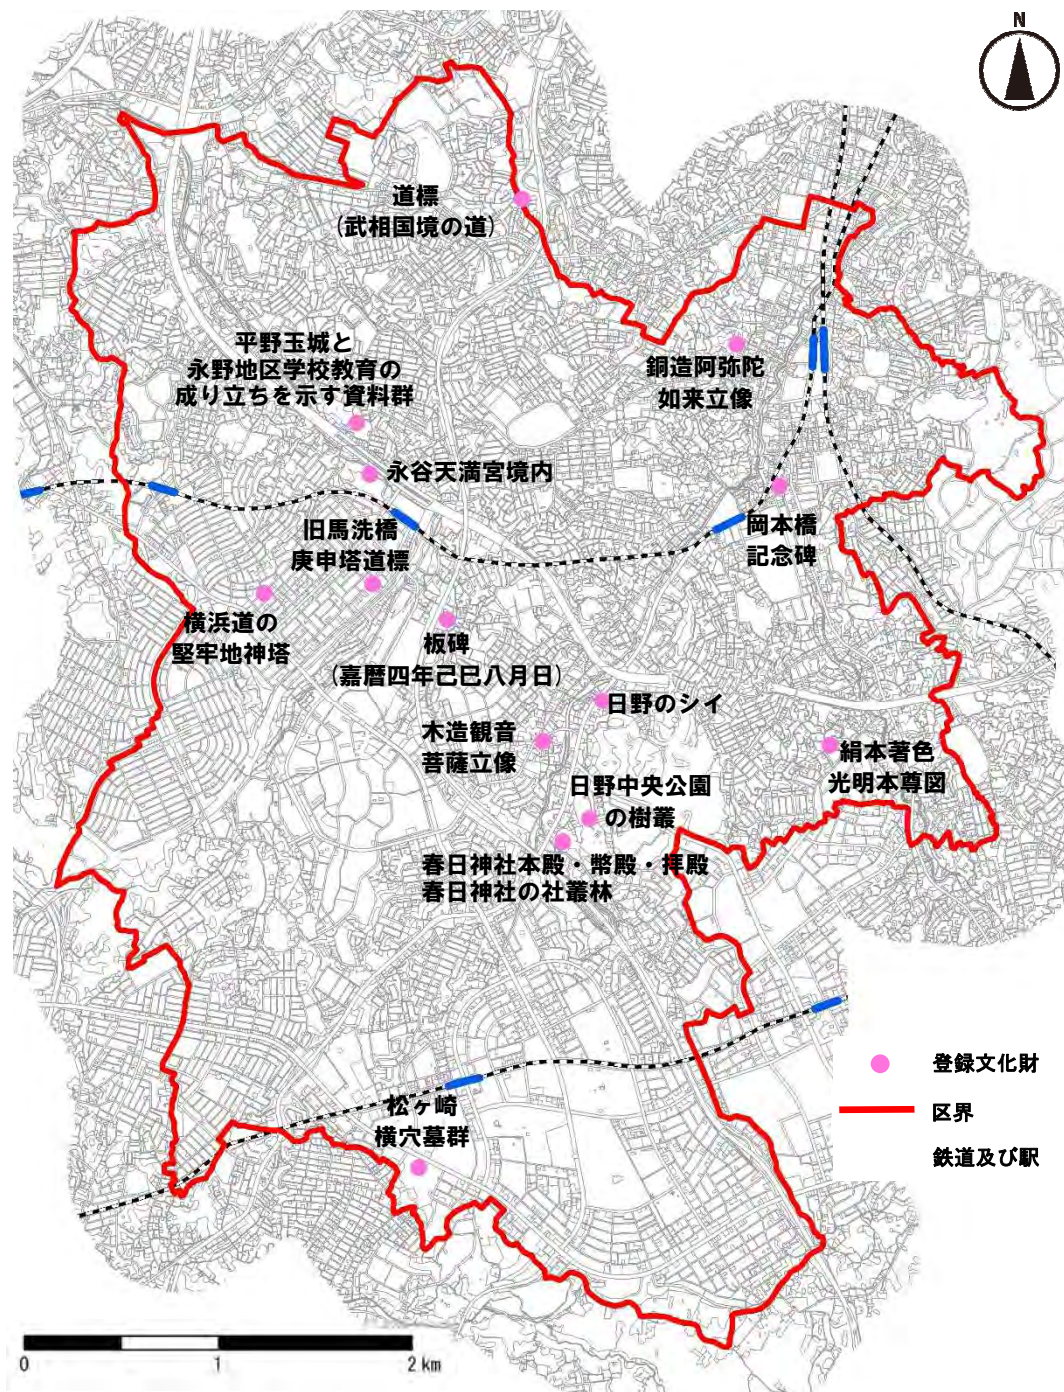 N
道標
(武相国境の道)
平野玉城と
永野地区学校教育の
成り立ちを示す資料群
銅造阿弥陀
如来立像
永谷天満宮境内
旧馬洗橋
庚申塔道標
岡本橋
記念碑
横浜道の
堅牢地神塔
板碑
(嘉暦四年己巳八月日)
日野のシイ
木造観音
菩薩立像
絹本著色
光明本尊図
日野中央公園
の樹叢
春日神社本殿・幣殿・拝殿
春日神社の社叢林
登録文化財
区界
鉄道及び駅
松ヶ崎
横穴墓群
0 1 2 km